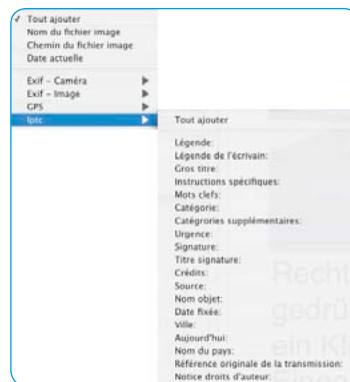 ✓ Tout ajouter
Nom du fichier image
Chemin du fichier image
Date actuelle
Exif - Caméra
Exif - Image
GPS
Iptc
Tout ajouter
Légende:
Légende de l'écrivain:
Gros titre:
Instructions spécifiques:
Mots clefs:
Catégorie:
Catégrories supplémentaires:
Urgence:
Signature:
Titre signature:
Crédits:
Source:
Nom objet:
Date fixée:
Ville:
Aujourd'hui:
Nom du pays:
Référence originale de la transmission:
Notice droits d'auteur:
Recht
gedrü
ein Kli